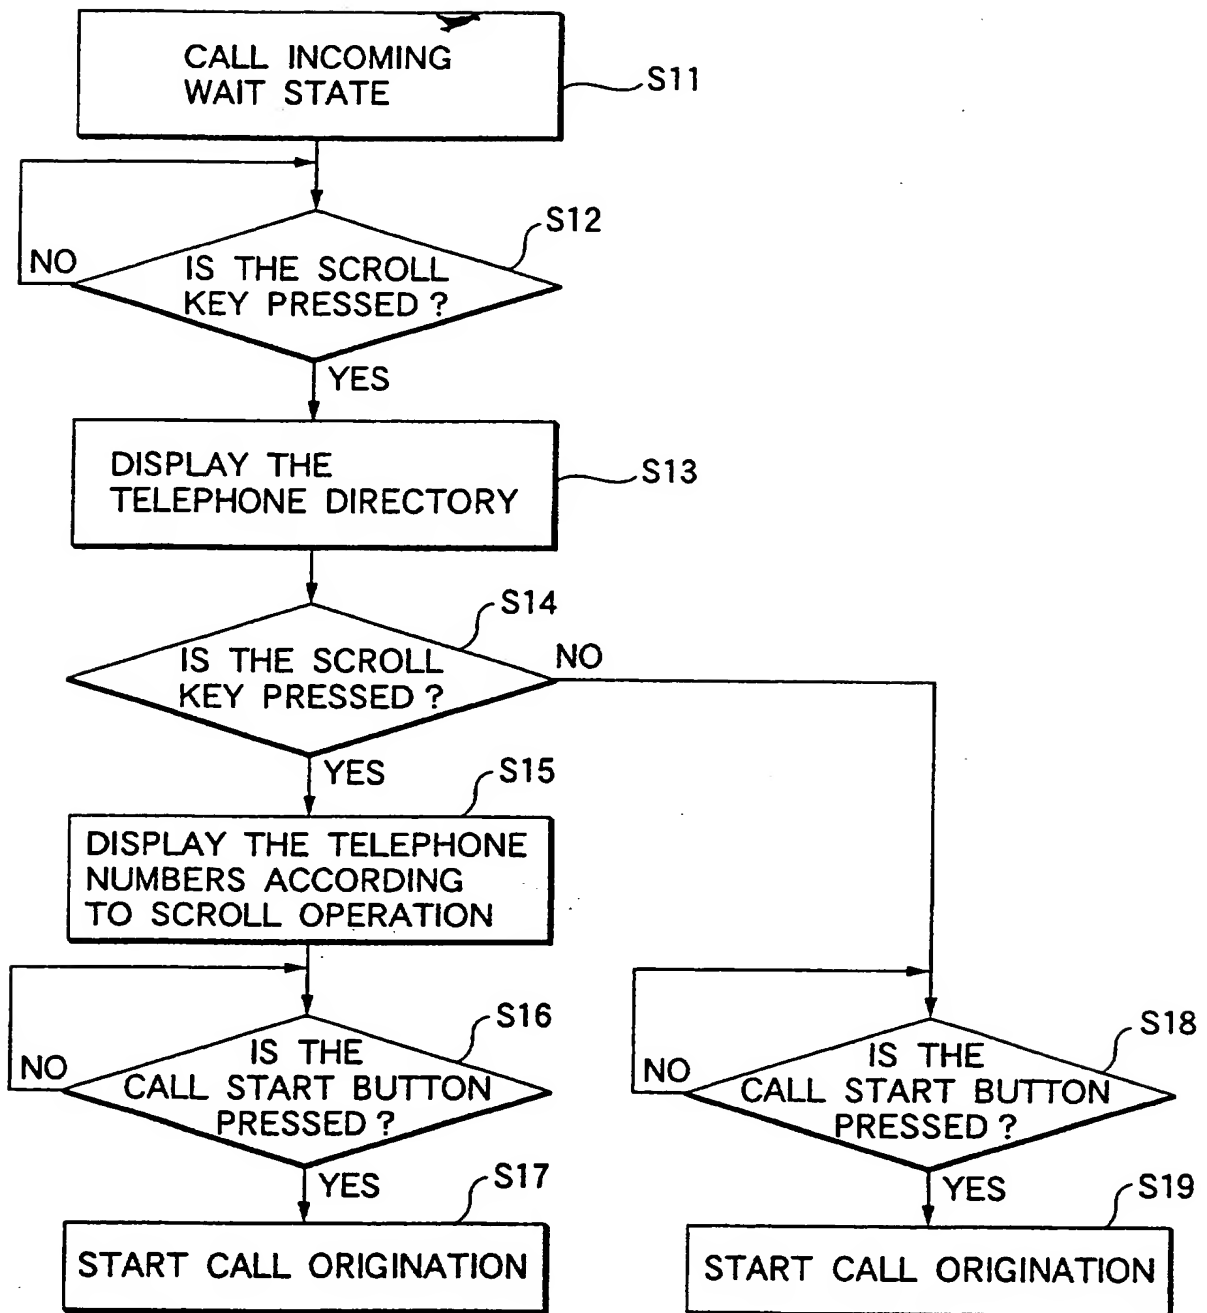 CALL INCOMING
WAIT STATE
S11
S12
NO
IS THE SCROLL
KEY PRESSED ?
YES
DISPLAY THE
TELEPHONE DIRECTORY
S13
S14
IS THE SCROLL
KEY PRESSED ?
NO
YES
S15
DISPLAY THE TELEPHONE
NUMBERS ACCORDING
TO SCROLL OPERATION
S16
NO
IS THE
CALL START BUTTON
PRESSED ?
YES
S17
START CALL ORIGINATION
S18
NO
IS THE
CALL START BUTTON
PRESSED ?
YES
S19
START CALL ORIGINATION